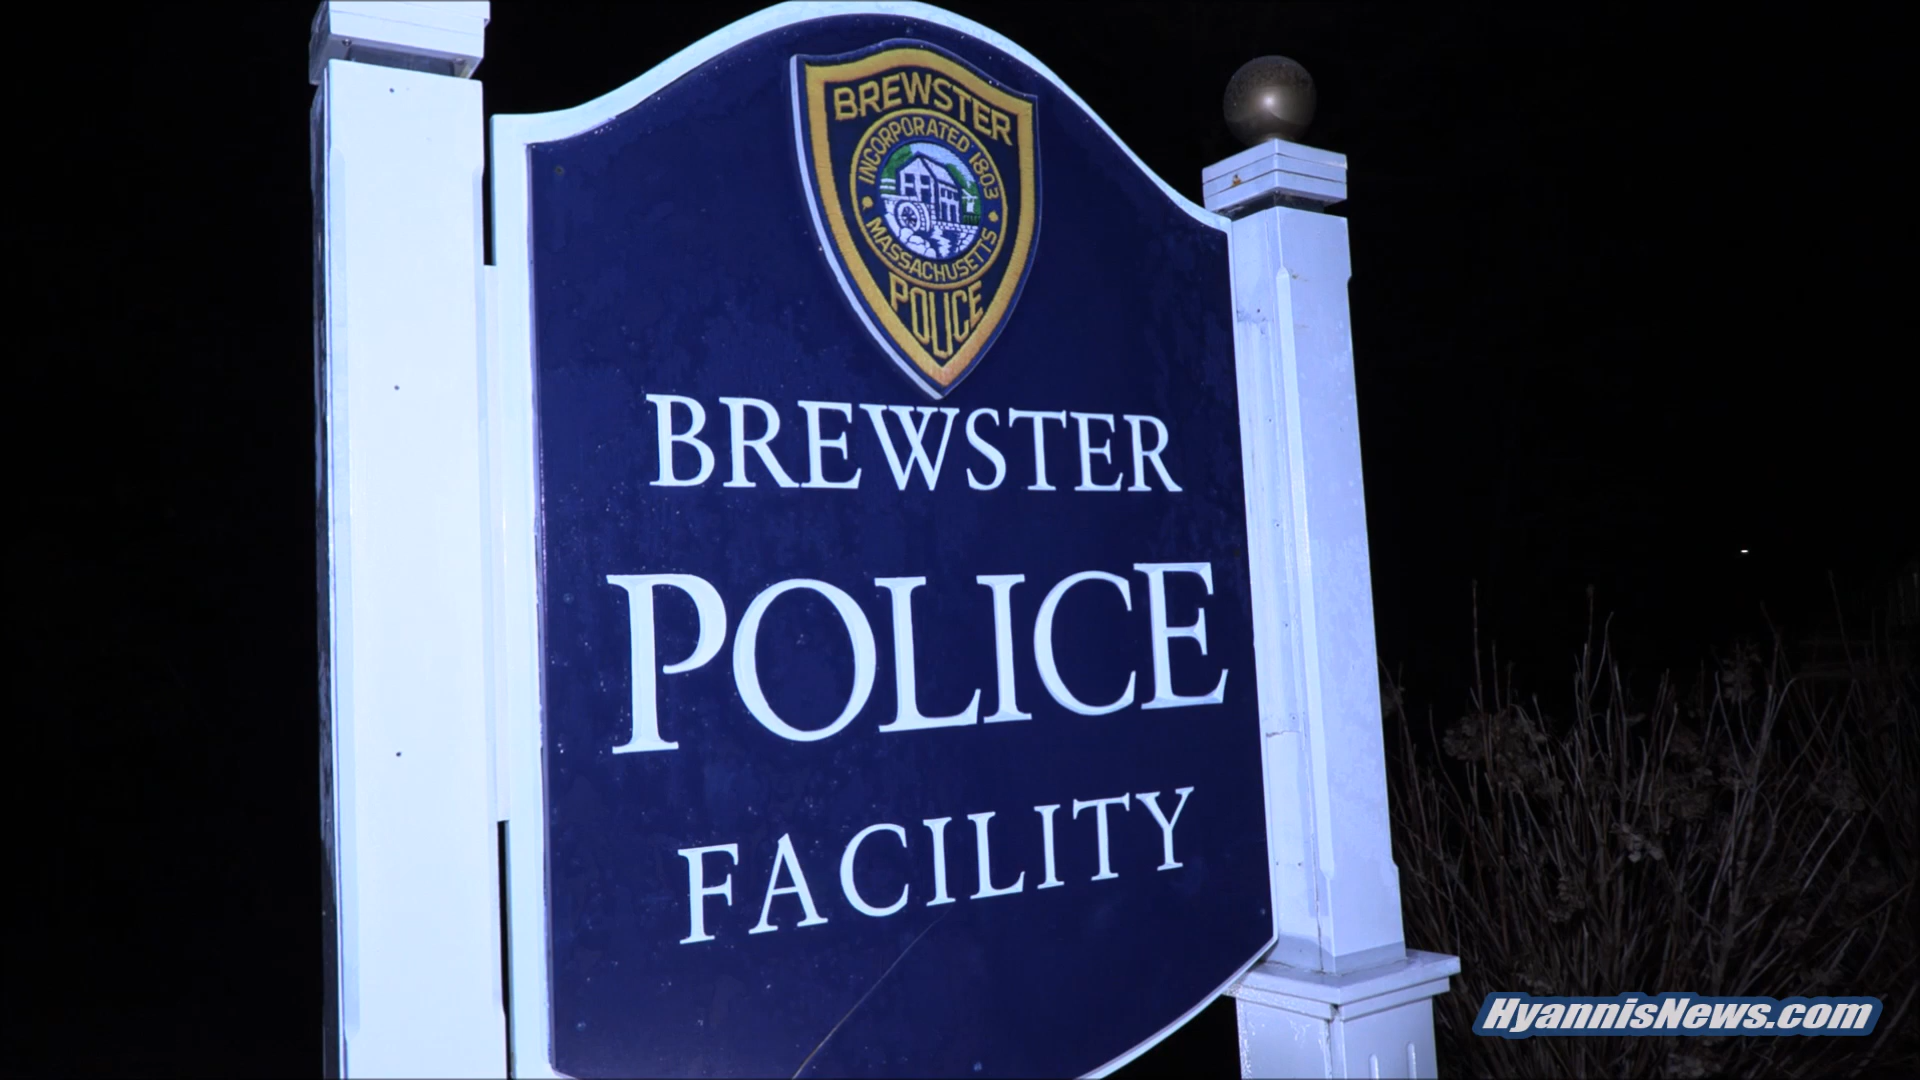 BREWSTER
INCORPORATED 1803
MASSACHUSETTS
POLICE
BREWSTER
POLICE
FACILITY
HyannisNews.com